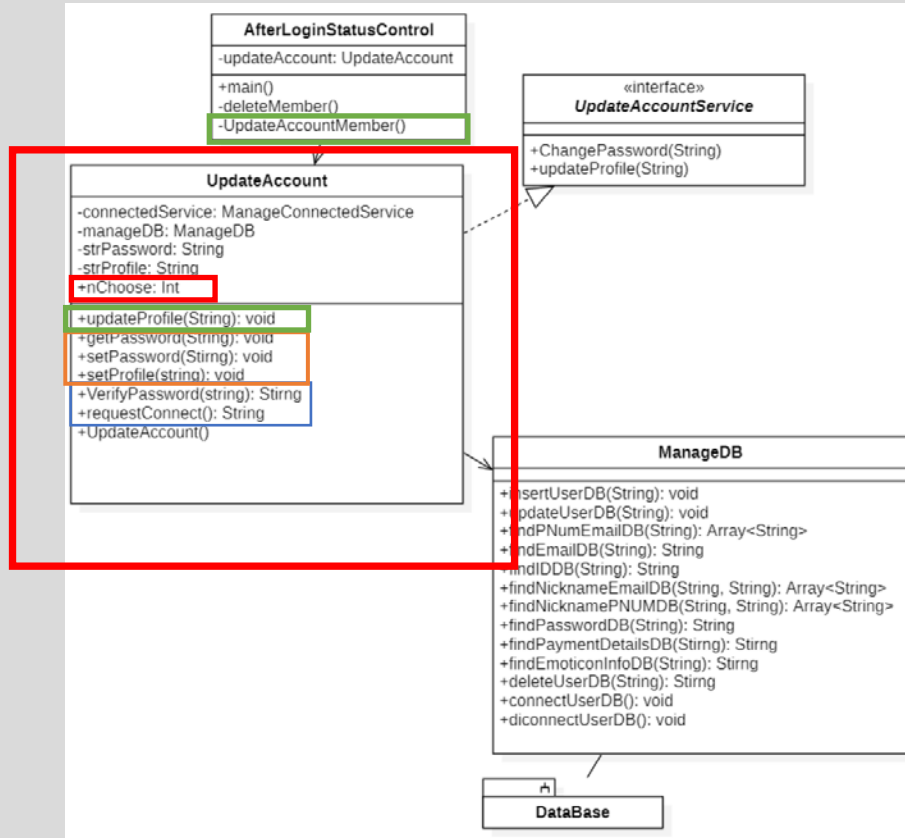 AfterLoginStatusControl
-updateAccount: UpdateAccount
+main()
-deleteMember()
-UpdateAccountMember()
«interface»
UpdateAccountService
+ChangePassword(String)
+updateProfile(String)
UpdateAccount
-connectedService: ManageConnectedService
-manageDB: ManageDB
-strPassword: String
-strProfile: String
+nChoose: Int
+updateProfile(String): void
+getPassword(String): void
+setPassword(Stirng): void
+setProfile(string): void
+VerifyPassword(string): Stirng
+requestConnect(): String
+UpdateAccount()
ManageDB
+insertUserDB(String): void
+updateUserDB(String): void
+findPNumEmailDB(String): Array<String>
+findEmailDB(String): String
+findIDDB(String): String
+findNicknameEmailDB(String, String): Array<String>
+findNicknamePNUMDB(String, String): Array<String>
+findPasswordDB(String): String
+findPaymentDetailsDB(Stirng): Stirng
+findEmoticonInfoDB(String): Stirng
+deleteUserDB(String): Stirng
+connectUserDB(): void
+diconnectUserDB(): void
DataBase